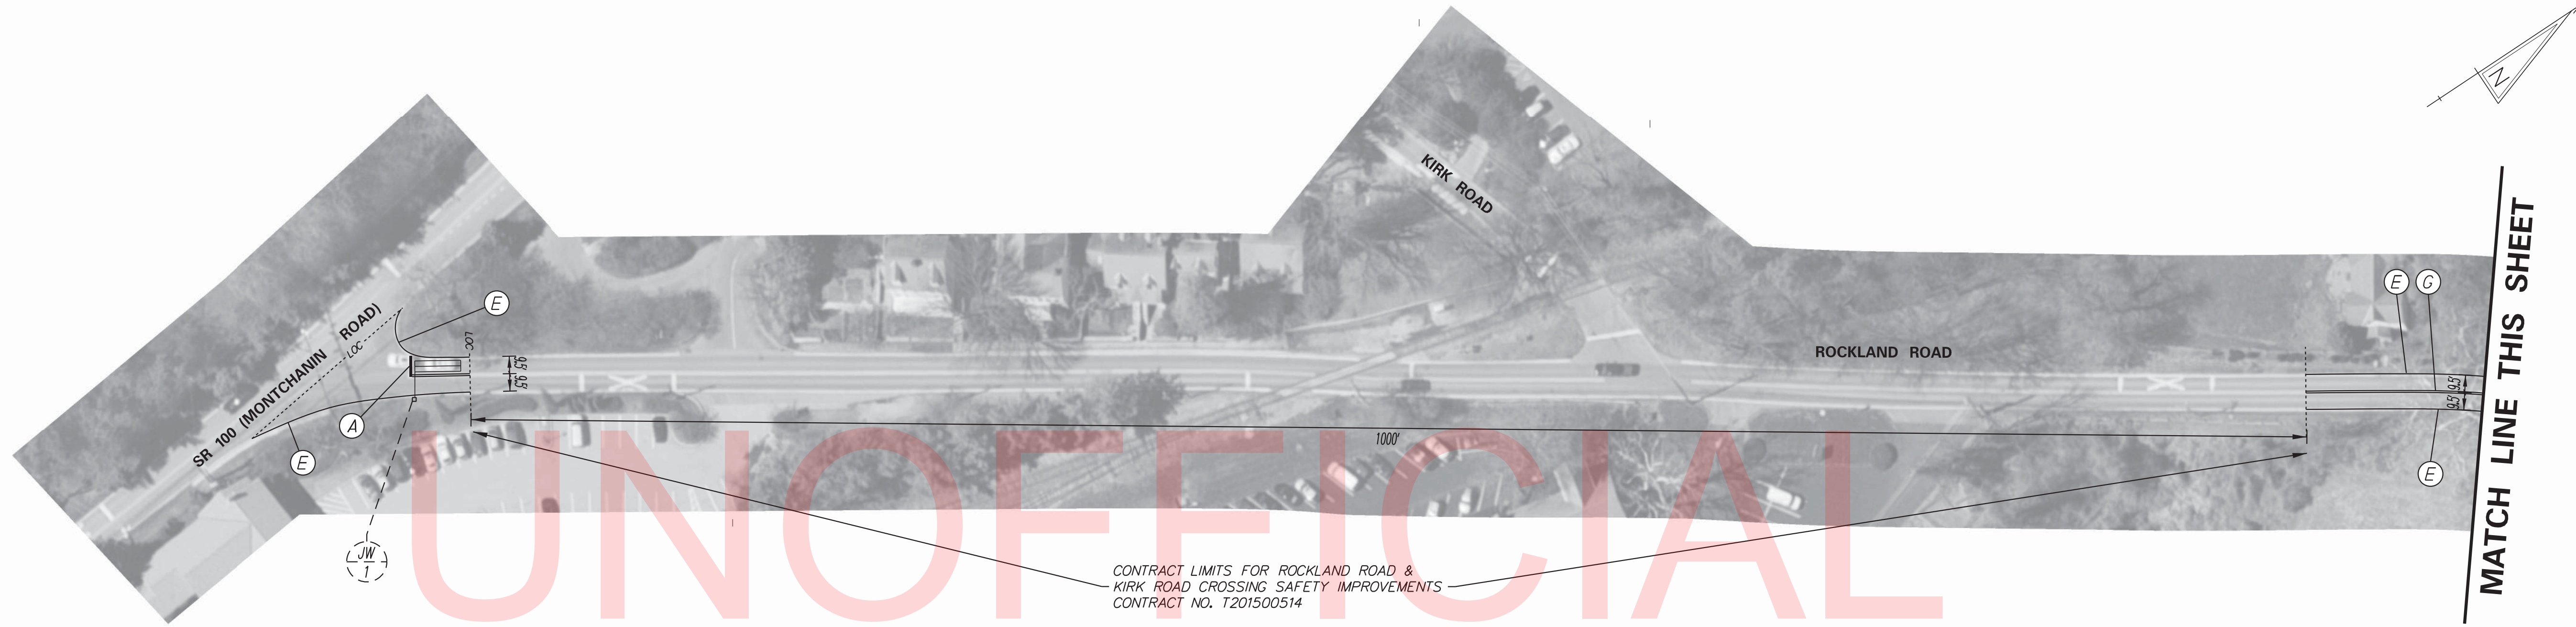 N
KIRK ROAD
E
G
E
SR 100 (MONTCHANIN ROAD)
LOC
LOC
9.5'
9.5'
ROCKLAND ROAD
9.5'
9.5'
A
E
1000'
E
JW
1
CONTRACT LIMITS FOR ROCKLAND ROAD &
KIRK ROAD CROSSING SAFETY IMPROVEMENTS
CONTRACT NO. T201500514
MATCH LINE THIS SHEET
UNOFFICIAL